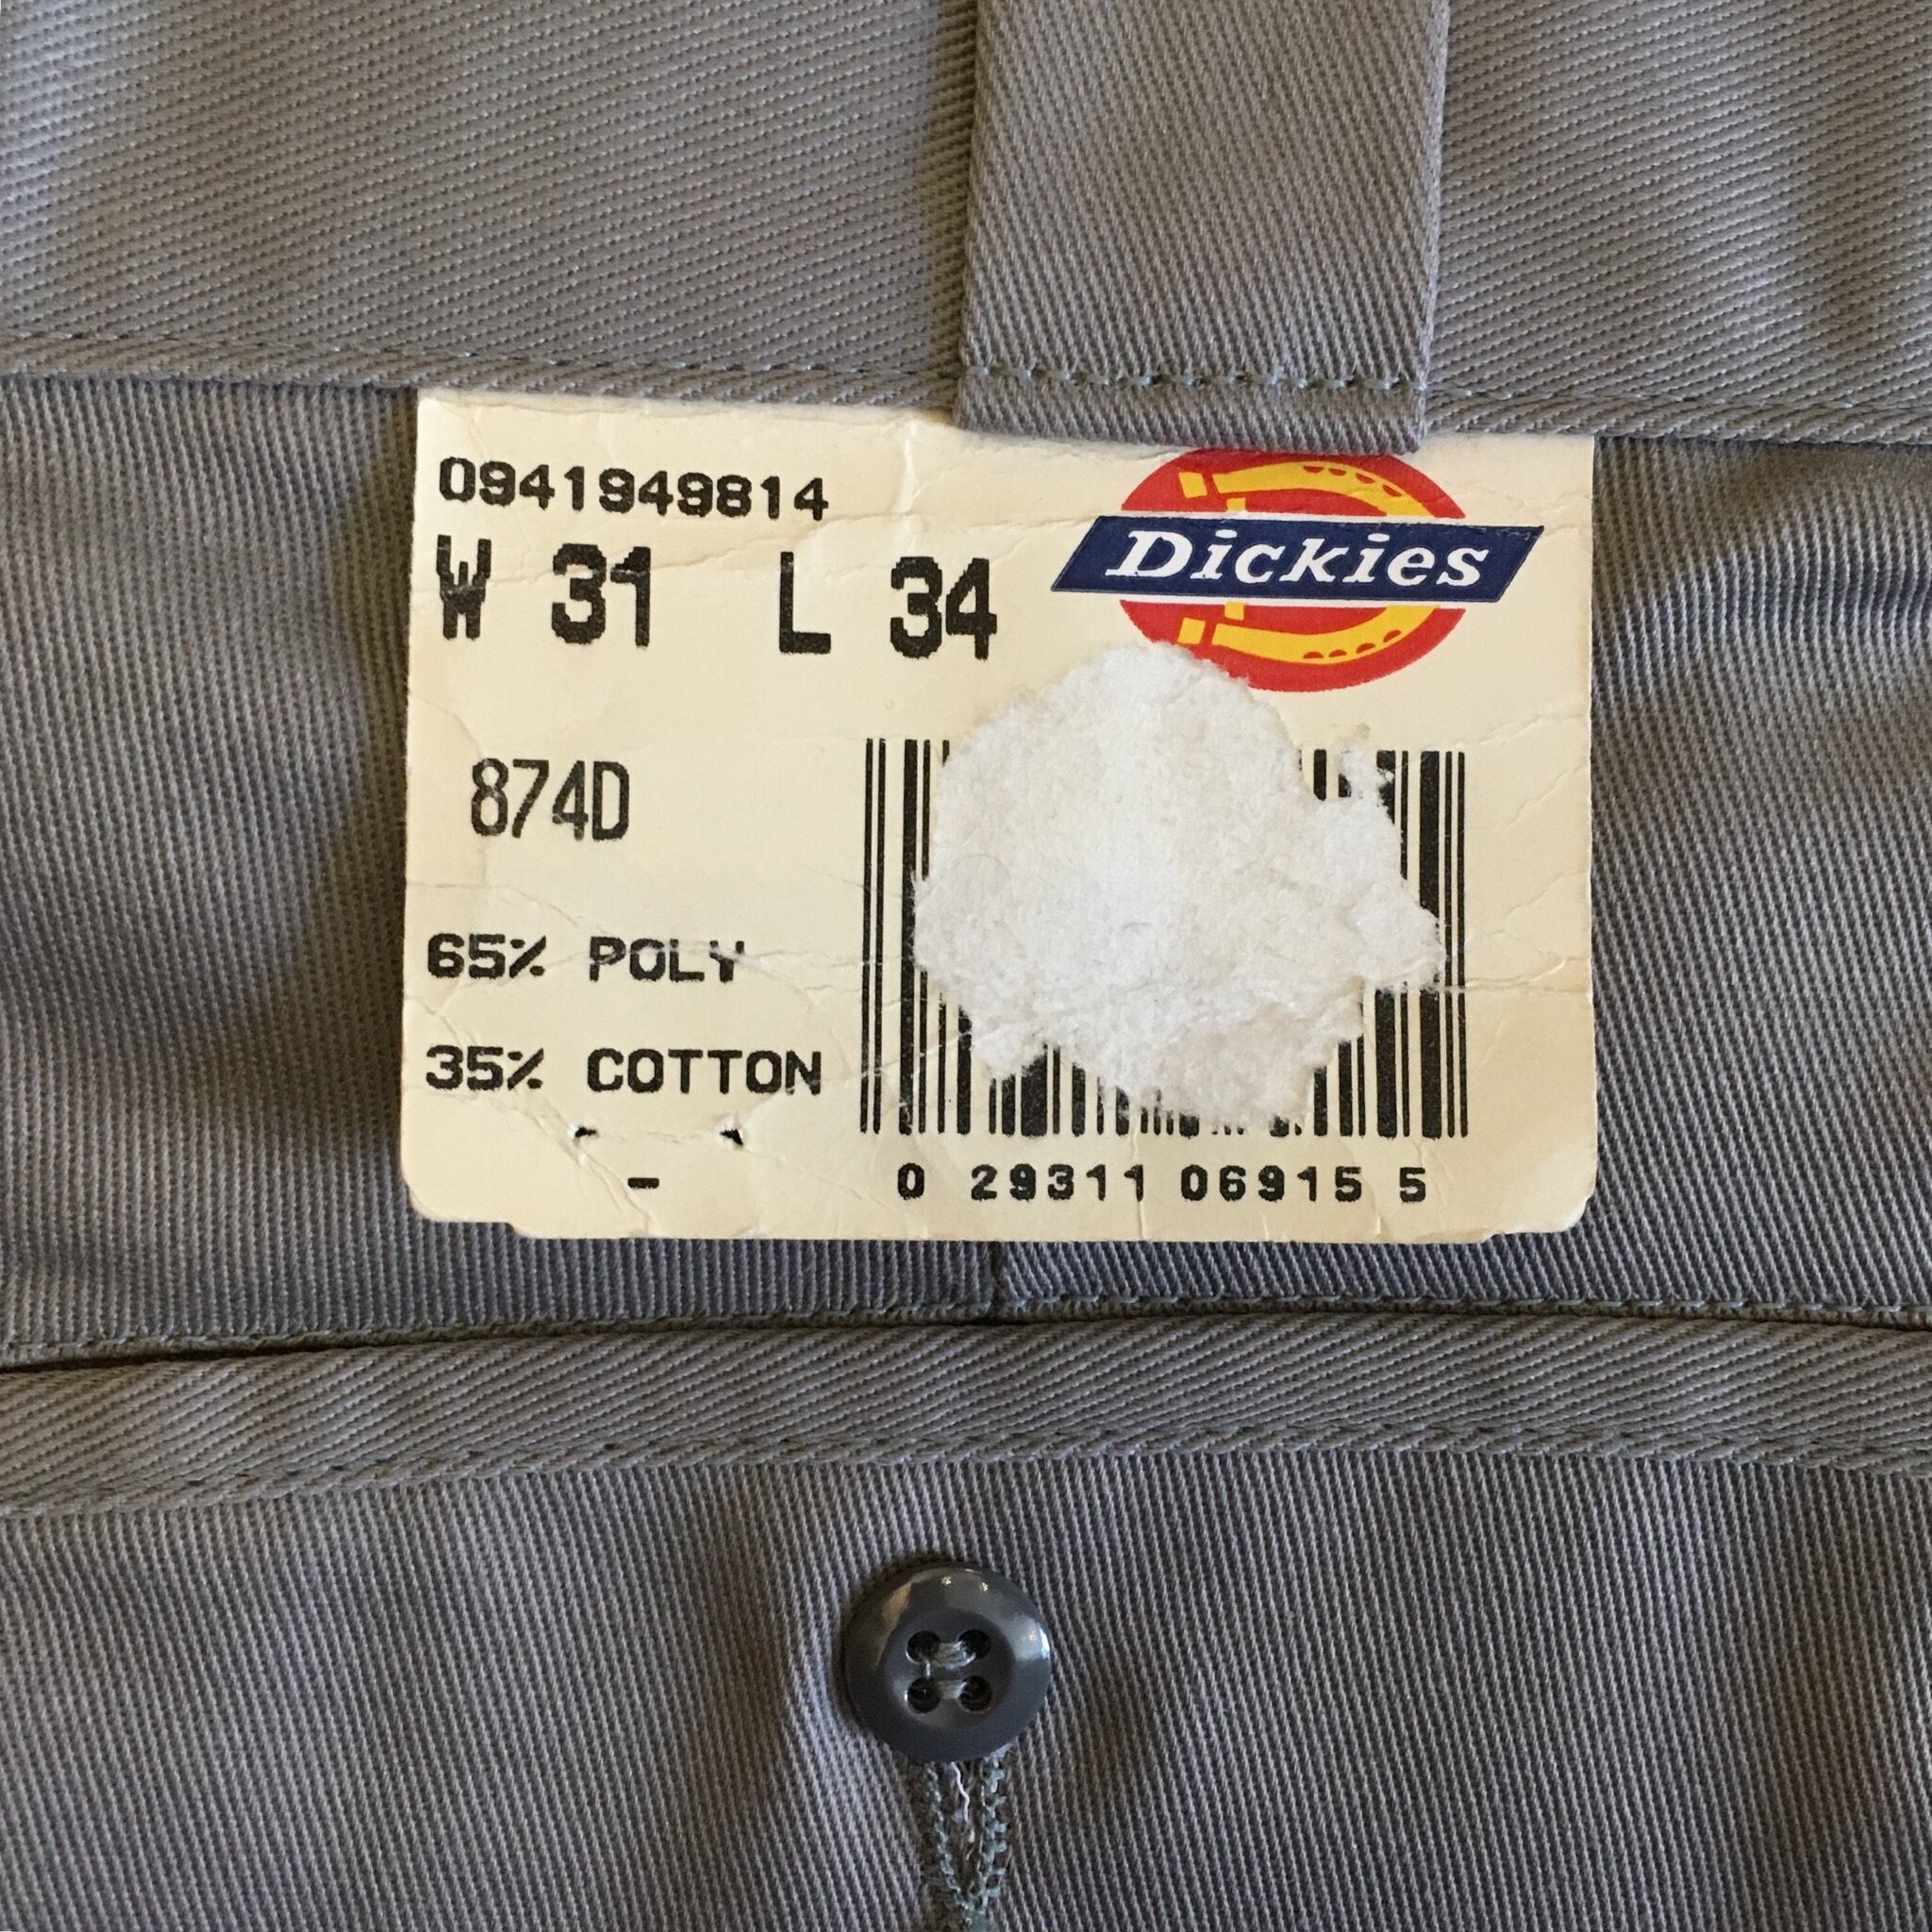 0941949814
W 31 L 34
Dickies
874D
65% POLY
35% COTTON
-
0 29311 06915 5